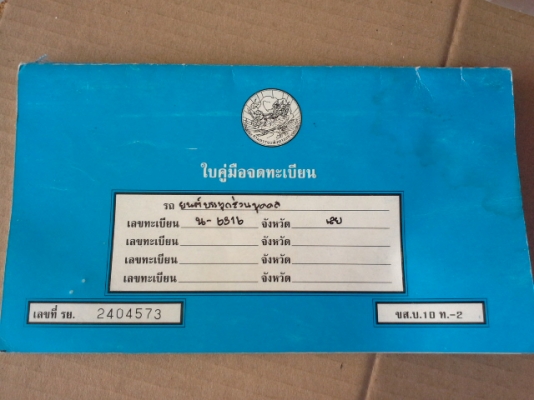 ใบคู่มือจดทะเบียน
รถ ยนต์บรรทุกส่วนบุคคล
เลขทะเบียน น-6316 จังหวัด เลย
เลขทะเบียน จังหวัด
เลขทะเบียน จังหวัด
เลขทะเบียน จังหวัด
เลขที่ รย. 2404573
ขส.บ.10 ท.-2